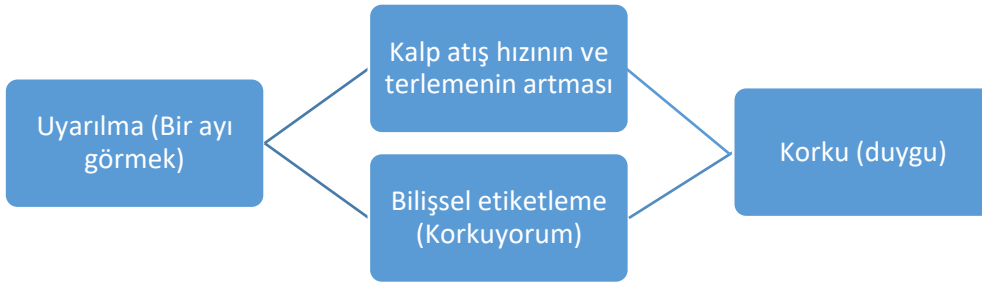 Uyarılma (Bir ayı
görmek)
Kalp atış hızının ve
terlemenin artması
Bilişsel etiketleme
(Korkuyorum)
Korku (duygu)